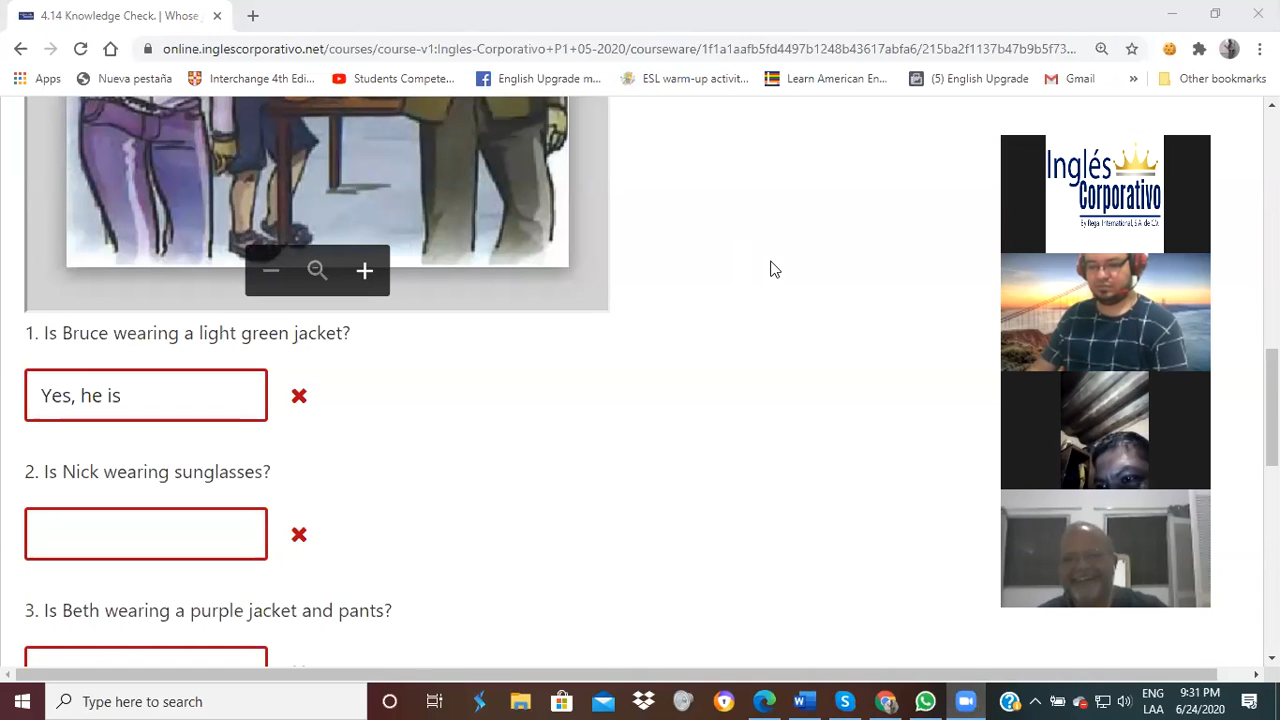 4.14 Knowledge Check. | Whose
online.inglescorporativo.net/courses/course-v1:Ingles-Corporativo+P1+05-2020/courseware/1f1a1aafb5fd4497b1248b43617abfa6/215ba2f1137b47b9b5f73...
Apps Nueva pestaña Interchange 4th Edi... Students Compete... English Upgrade m... ESL warm-up activit... Learn American En... (5) English Upgrade Gmail » Other bookmarks
Inglés
Corporativo
By Regal International, S.A. de C.V.
1. Is Bruce wearing a light green jacket?
Yes, he is
2. Is Nick wearing sunglasses?
3. Is Beth wearing a purple jacket and pants?
Type here to search
ENG
LAA
9:31 PM
6/24/2020